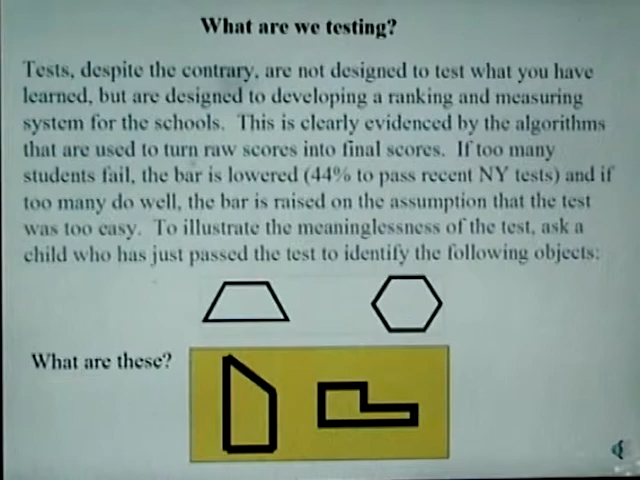 What are we testing?
Tests, despite the contrary, are not designed to test what you have
learned, but are designed to developing a ranking and measuring
system for the schools.  This is clearly evidenced by the algorithms
that are used to turn raw scores into final scores.  If too many
students fail, the bar is lowered (44% to pass recent NY tests) and if
too many do well, the bar is raised on the assumption that the test
was too easy.  To illustrate the meaninglessness of the test, ask a
child who has just passed the test to identify the following objects:
What are these?